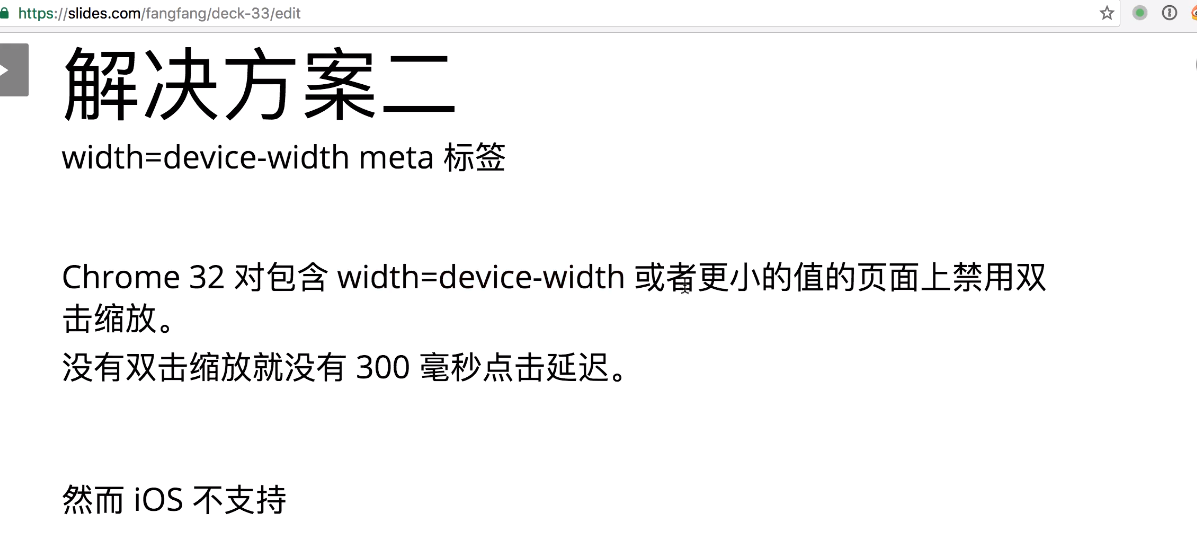 https://slides.com/fangfang/deck-33/edit
解决方案二
width=device-width meta 标签
Chrome 32 对包含 width=device-width 或者更小的值的页面上禁用双
击缩放。
没有双击缩放就没有 300 毫秒点击延迟。
然而 iOS 不支持